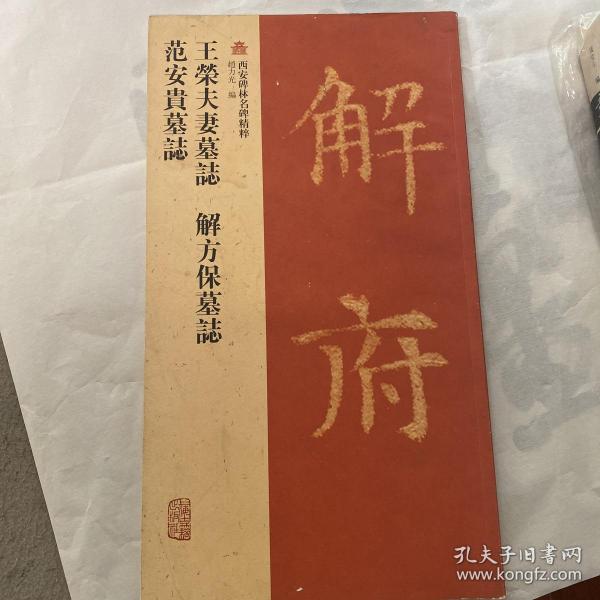 西安碑林名碑精粹
趙力光 編
王榮夫妻墓誌 解方保墓誌
范安貴墓誌
解府
孔夫子旧书网
www.kongfz.com